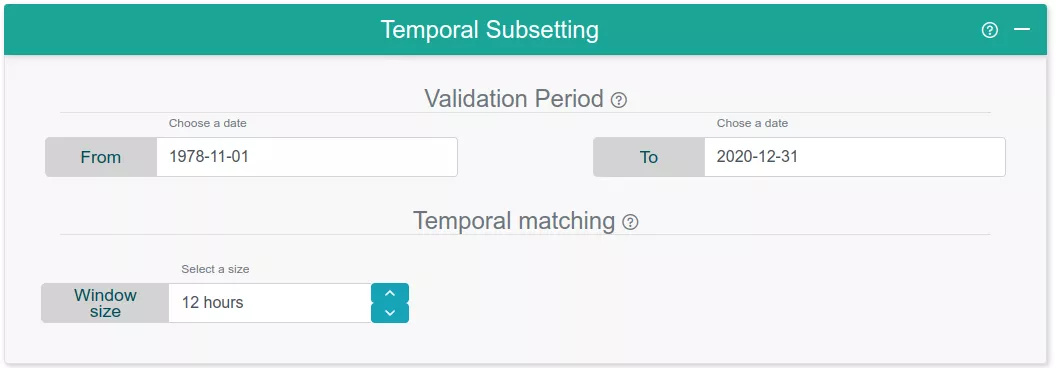 Temporal Subsetting
Validation Period
Choose a date
Chose a date
From
1978-11-01
To
2020-12-31
Temporal matching
Select a size
Window
size
12 hours